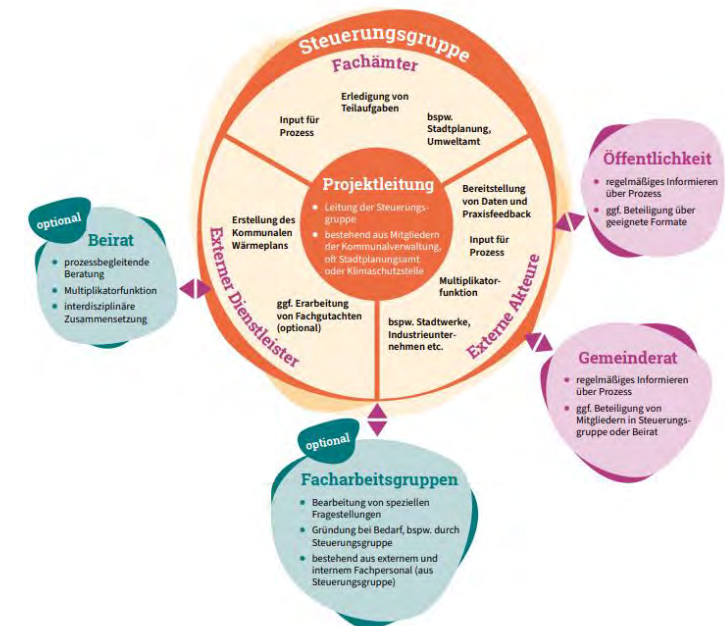 Steuerungsgruppe
Fachämter
Erledigung von
Teilaufgaben
Input für
Prozess
bspw.
Stadtplanung,
Umweltamt
Projektleitung
• Leitung der Steuerungs-
gruppe
• bestehend aus Mitgliedern
der Kommunalverwaltung,
oft Stadtplanungsamt
oder Klimaschutzstelle
Externer Dienstleister
Erstellung des
Kommunalen
Wärmeplans
ggf. Erarbeitung
von Fachgutachten
(optional)
Externe Akteure
Bereitstellung
von Daten und
Praxisfeedback
Input für
Prozess
Multiplikator-
funktion
bspw. Stadtwerke,
Industrieunter-
nehmen etc.
Öffentlichkeit
• regelmäßiges Informieren
über Prozess
• ggf. Beteiligung über
geeignete Formate
optional
Beirat
• prozessbegleitende
Beratung
• Multiplikatorfunktion
• interdisziplinäre
Zusammensetzung
Gemeinderat
• regelmäßiges Informieren
über Prozess
• ggf. Beteiligung von
Mitgliedern in Steuerungs-
gruppe oder Beirat
optional
Facharbeitsgruppen
• Bearbeitung von speziellen
Fragestellungen
• Gründung bei Bedarf, bspw. durch
Steuerungsgruppe
• bestehend aus externem und
internem Fachpersonal (aus
Steuerungsgruppe)